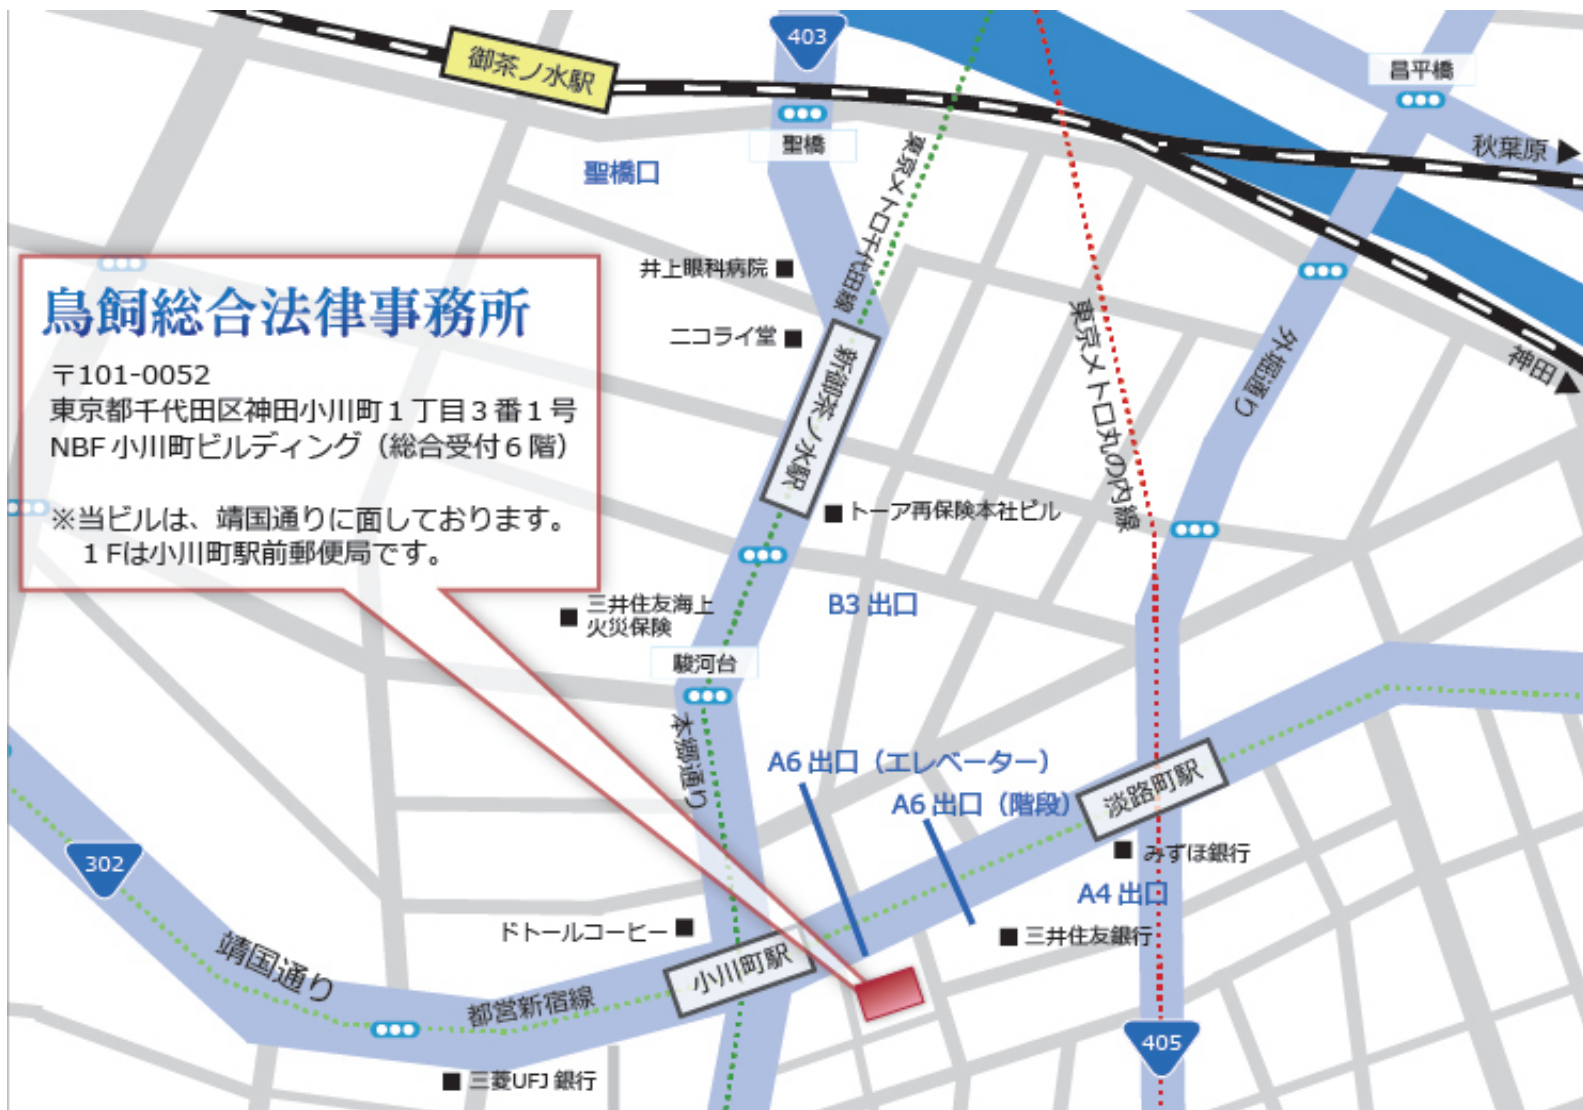 403
御茶ノ水駅
昌平橋
聖橋
秋葉原
聖橋口
東京メトロ千代田線
井上眼科病院
ニコライ堂
新御茶ノ水駅
東京メトロ丸の内線
外堀通り
神田
鳥飼総合法律事務所
〒101-0052
東京都千代田区神田小川町1丁目3番1号
NBF 小川町ビルディング（総合受付6階）
※当ビルは、靖国通りに面しております。
1Fは小川町駅前郵便局です。
トーア再保険本社ビル
三井住友海上
火災保険
B3 出口
駿河台
本郷通り
A6 出口（エレベーター）
A6 出口（階段）
淡路町駅
みずほ銀行
302
A4 出口
ドトールコーヒー
三井住友銀行
靖国通り
小川町駅
都営新宿線
405
三菱UFJ 銀行